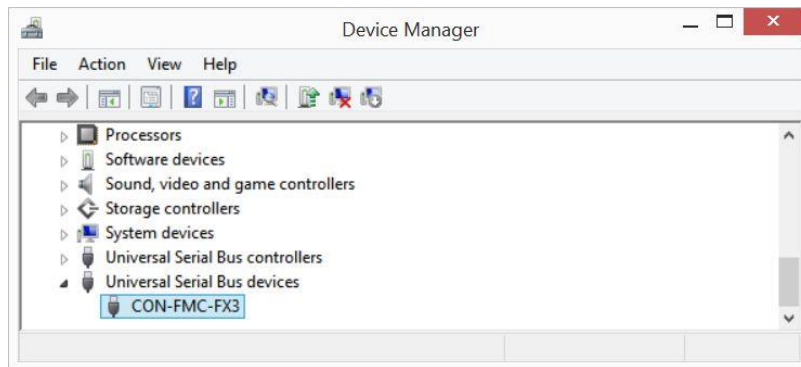 Device Manager
File Action View Help
Processors
Software devices
Sound, video and game controllers
Storage controllers
System devices
Universal Serial Bus controllers
Universal Serial Bus devices
CON-FMC-FX3